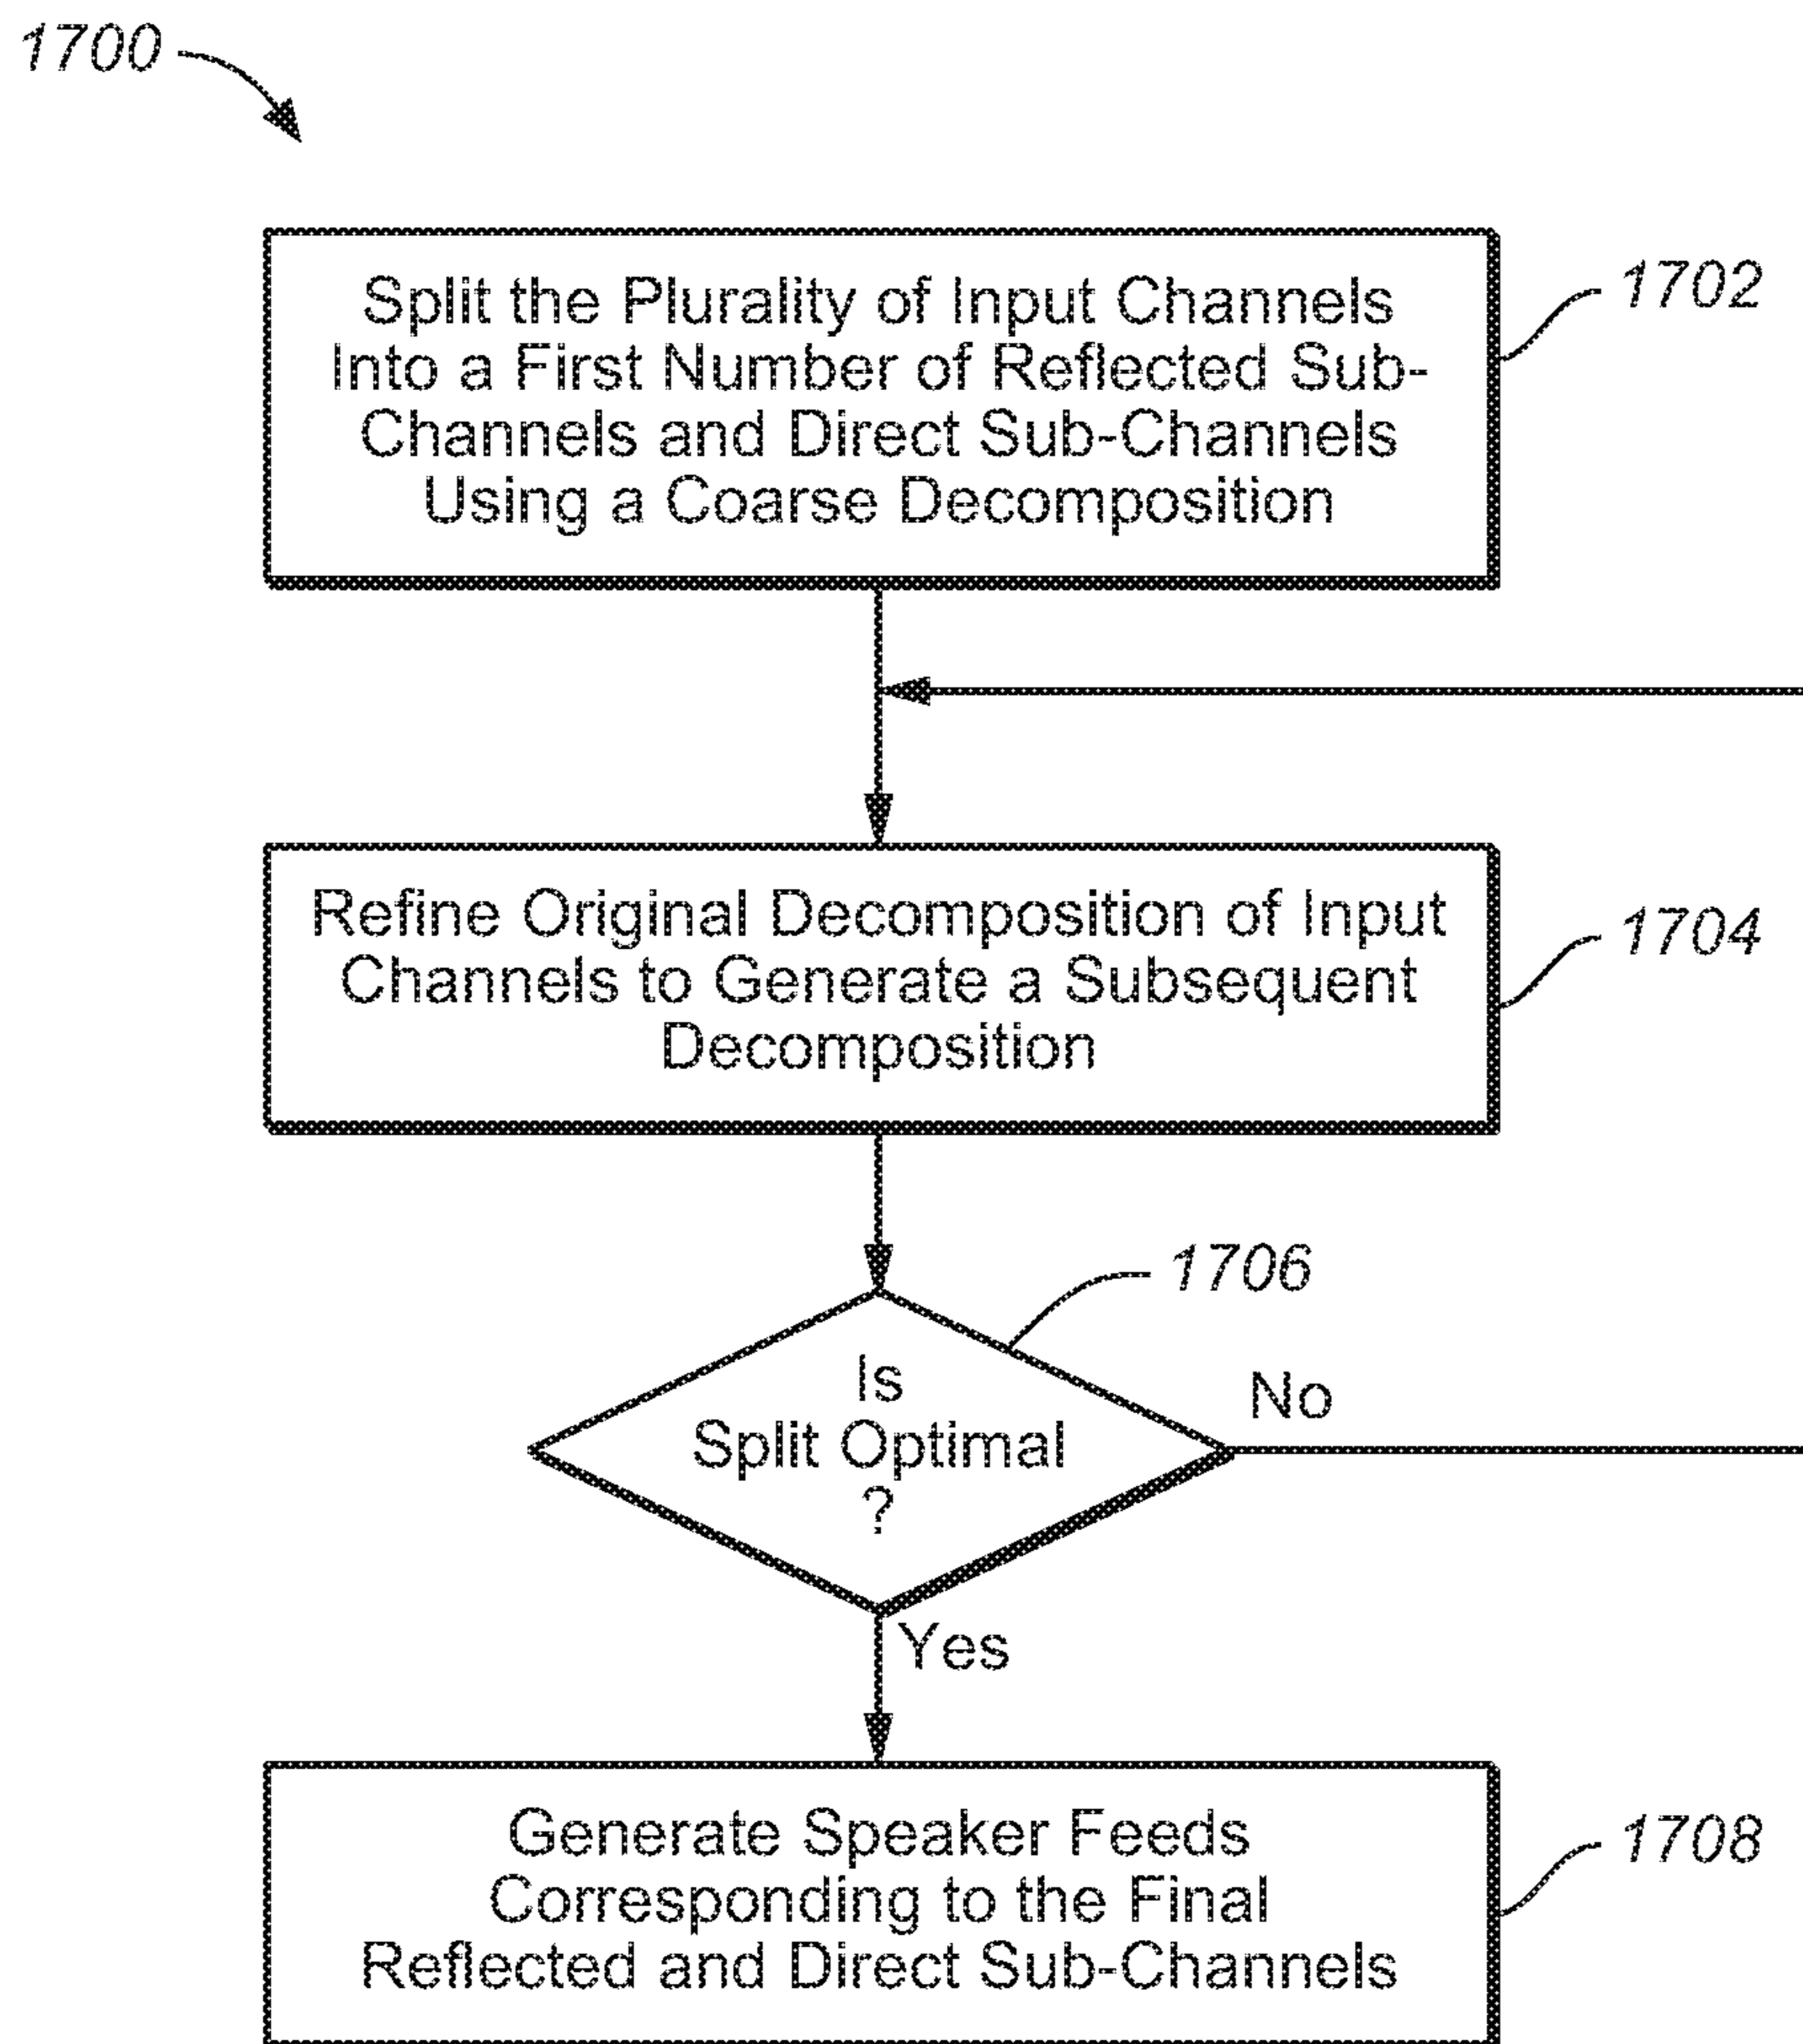 1700
Split the Plurality of Input Channels
Into a First Number of Reflected Sub-
Channels and Direct Sub-Channels
Using a Coarse Decomposition
1702
Refine Original Decomposition of Input
Channels to Generate a Subsequent
Decomposition
1704
1706
Is
Split Optimal
?
No
Yes
Generate Speaker Feeds
Corresponding to the Final
Reflected and Direct Sub-Channels
1708